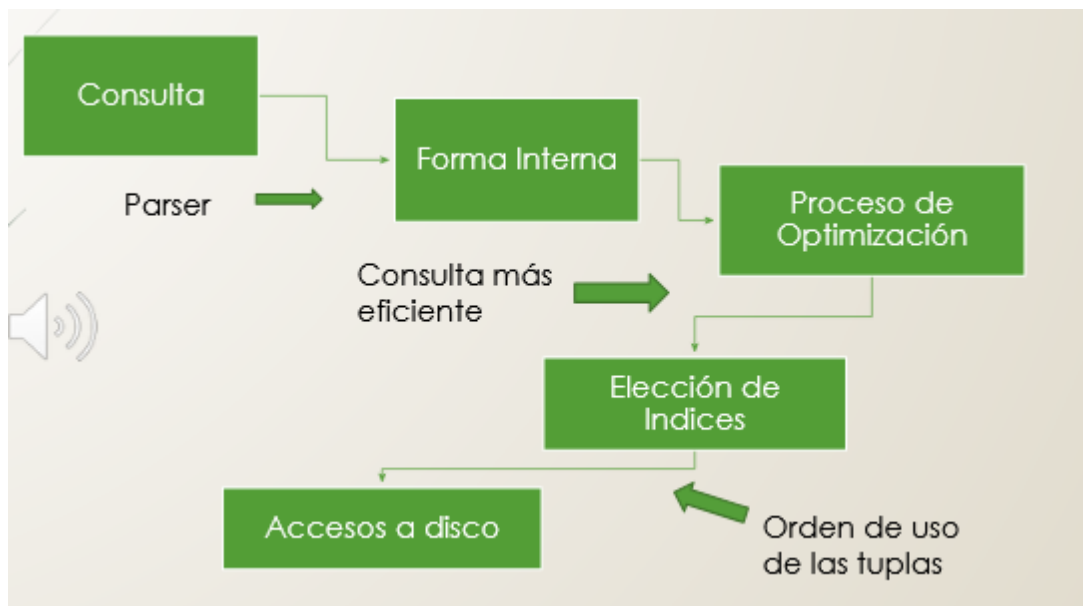 Consulta
Forma Interna
Parser
Proceso de
Optimización
Consulta más
eficiente
Elección de
Indices
Accesos a disco
Orden de uso
de las tuplas